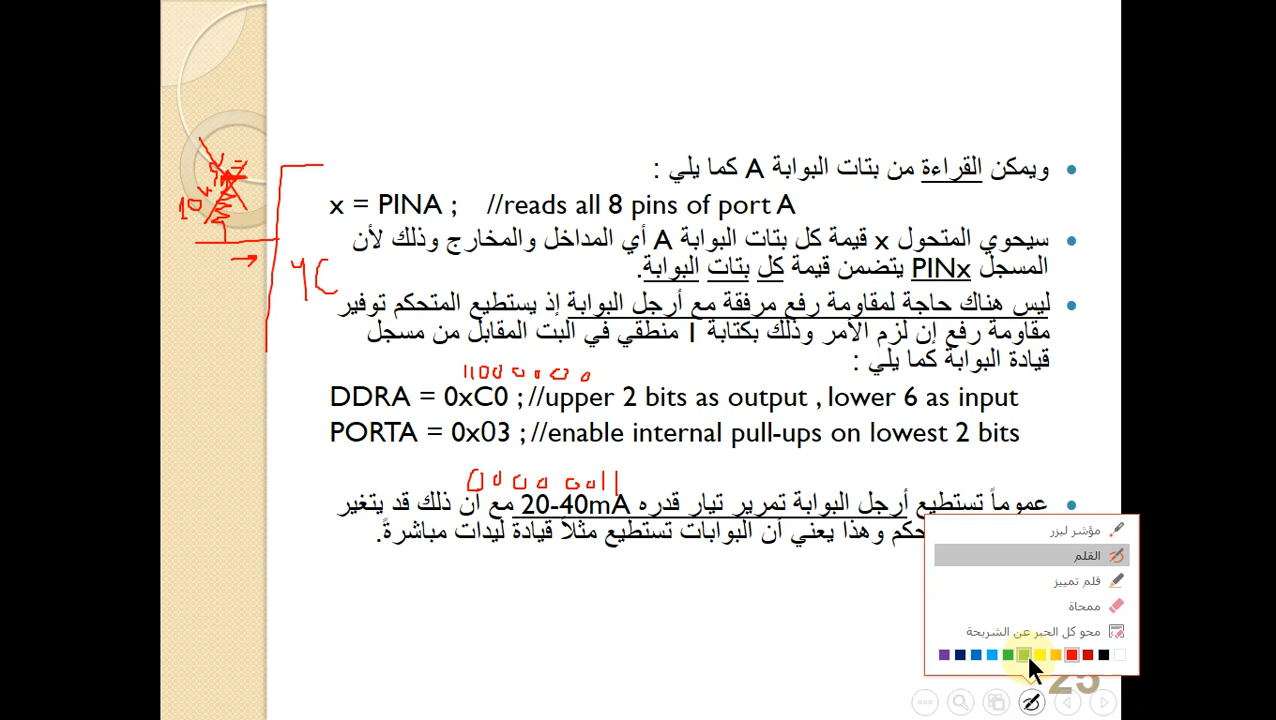 ويمكن القراءة من بتات البوابة A كما يلي :
x = PINA ; //reads all 8 pins of port A
سيحوي المتحول x قيمة كل بتات البوابة A أي المداخل والمخارج وذلك لأن
المسجل PINx يتضمن قيمة كل بتات البوابة.
ليس هناك حاجة لمقاومة رفع مرفقة مع أرجل البوابة إذ يستطيع المتحكم توفير
مقاومة رفع إن لزم الأمر وذلك بكتابة 1 منطقي في البت المقابل من مسجل
قيادة البوابة كما يلي :
11000000
DDRA = 0xC0 ; //upper 2 bits as output , lower 6 as input
PORTA = 0x03 ; //enable internal pull-ups on lowest 2 bits
0000 0011
عموماً تستطيع أرجل البوابة تمرير تيار قدره 20-40mA مع أن ذلك قد يتغير
وهذا يعني أن البوابات تستطيع مثلاً قيادة ليدات مباشرةً.
مؤشر ليزر
القلم
قلم تمييز
ممحاة
محو كل الحبر عن الشريحة
25